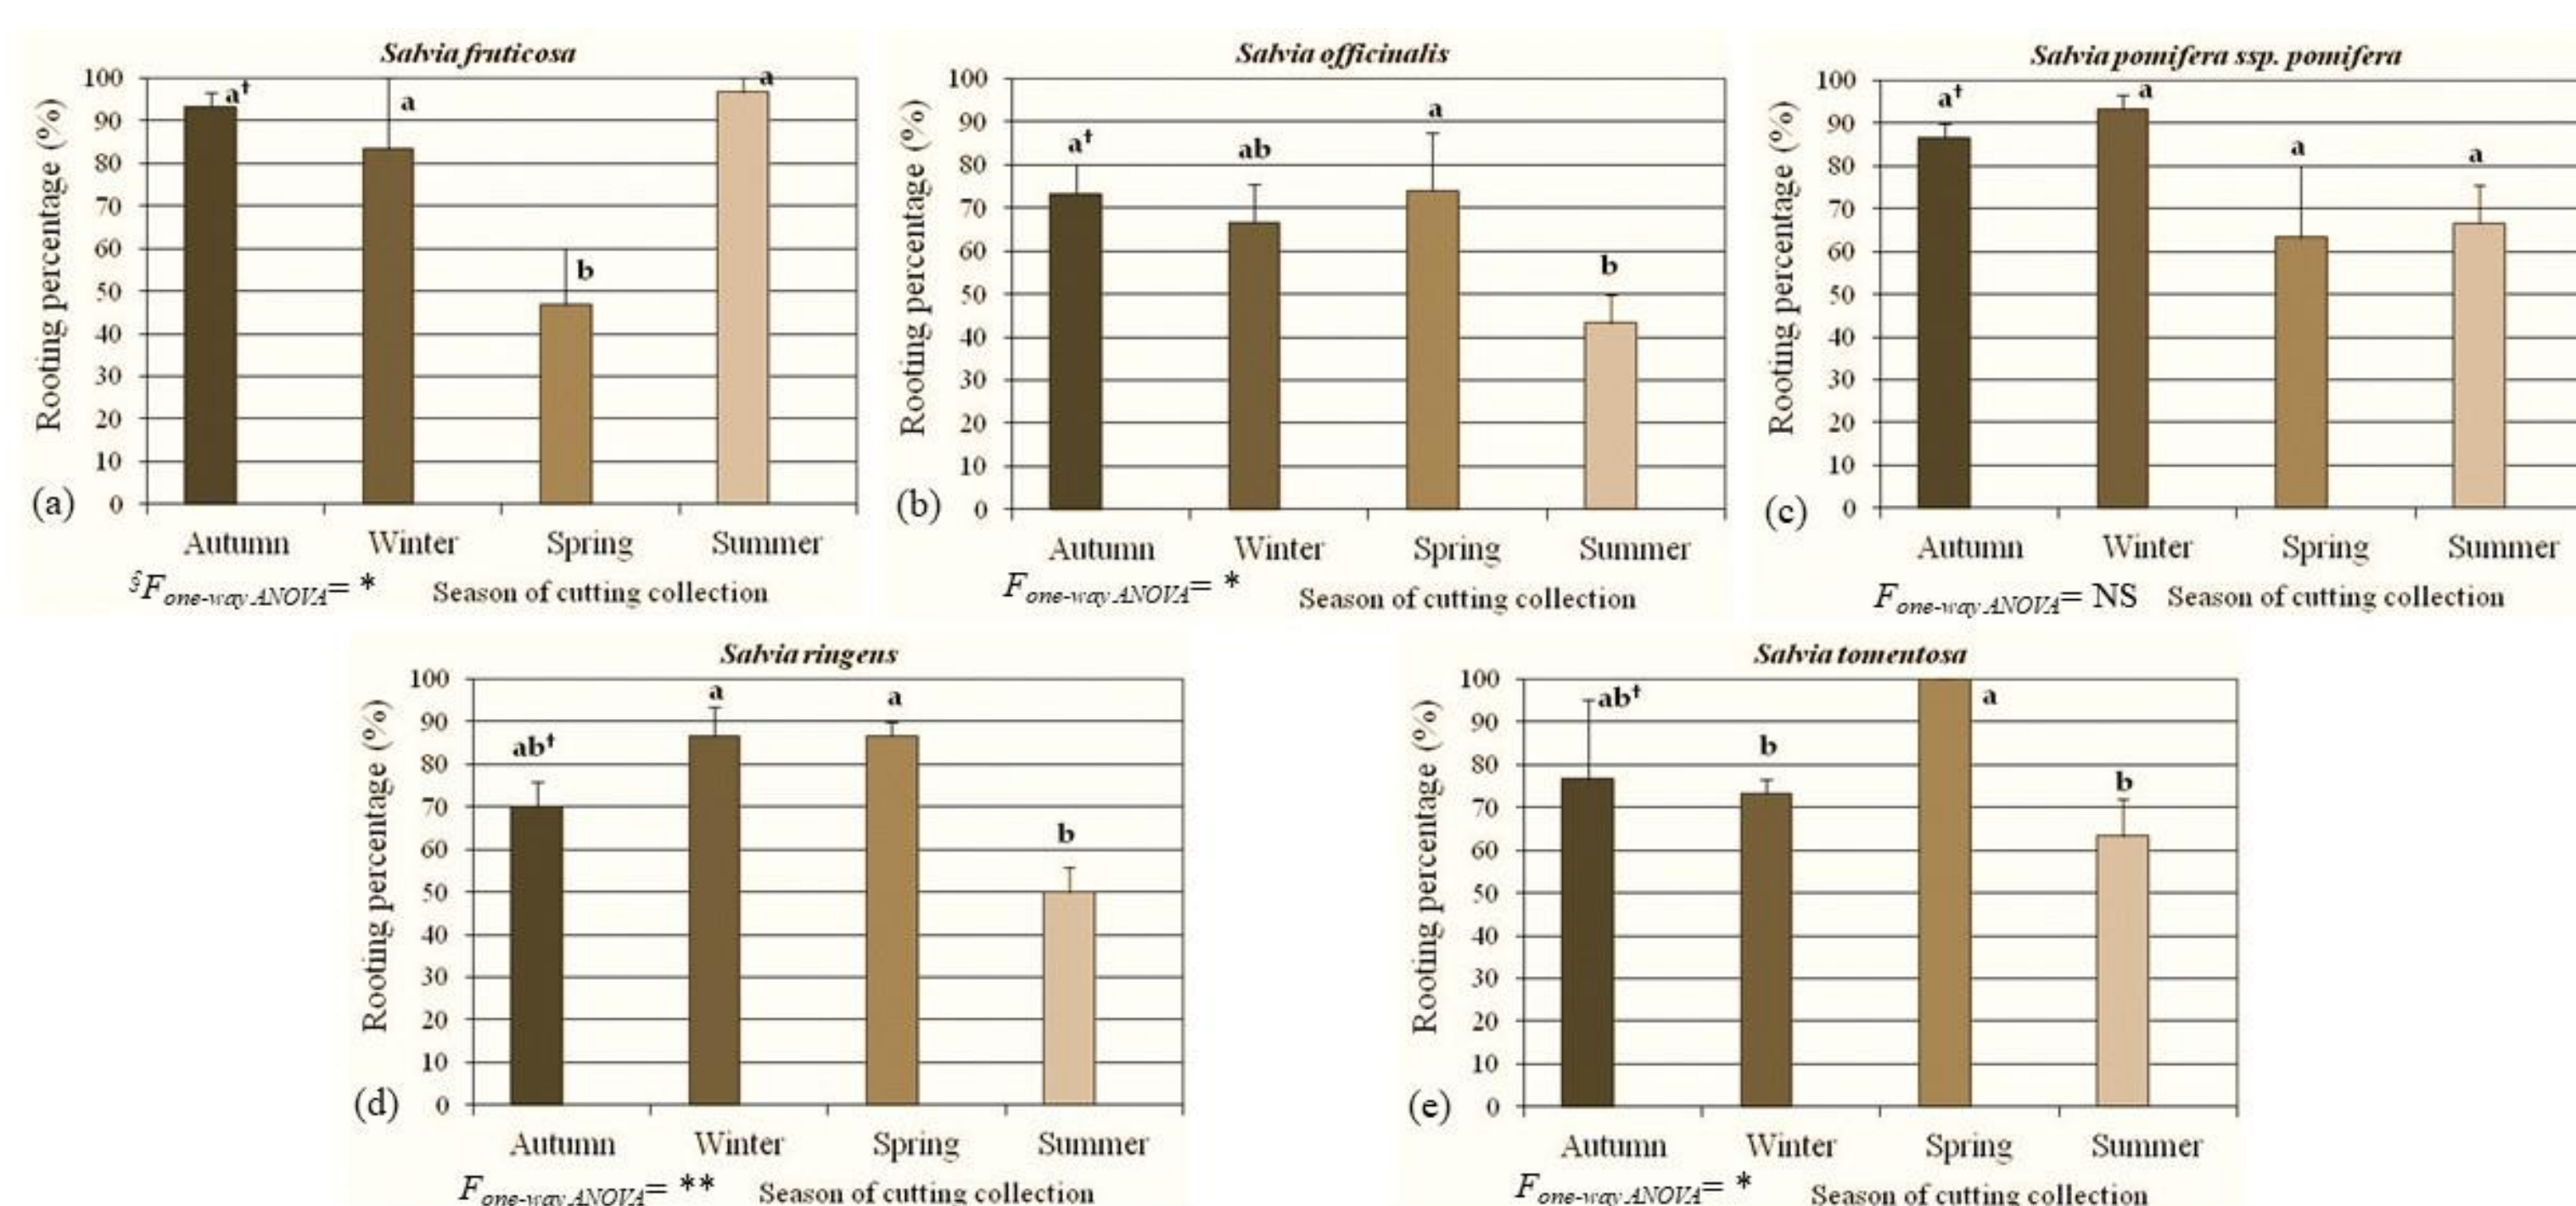 Salvia fruticosa
100
90
80
70
60
50
40
30
20
10
0
Rooting percentage (%)
a†
a
b
a
(a)
Autumn Winter Spring Summer
§F one-way ANOVA= * Season of cutting collection
Salvia officinalis
100
90
80
70
60
50
40
30
20
10
0
Rooting percentage (%)
a†
ab
a
b
(b)
Autumn Winter Spring Summer
F one-way ANOVA= * Season of cutting collection
Salvia pomifera ssp. pomifera
100
90
80
70
60
50
40
30
20
10
0
Rooting percentage (%)
a†
a
a
a
(c)
Autumn Winter Spring Summer
F one-way ANOVA= NS Season of cutting collection
Salvia ringens
100
90
80
70
60
50
40
30
20
10
0
Rooting percentage (%)
ab†
a
a
b
(d)
Autumn Winter Spring Summer
F one-way ANOVA= ** Season of cutting collection
Salvia tomentosa
100
90
80
70
60
50
40
30
20
10
0
Rooting percentage (%)
ab†
b
a
b
(e)
Autumn Winter Spring Summer
F one-way ANOVA= * Season of cutting collection